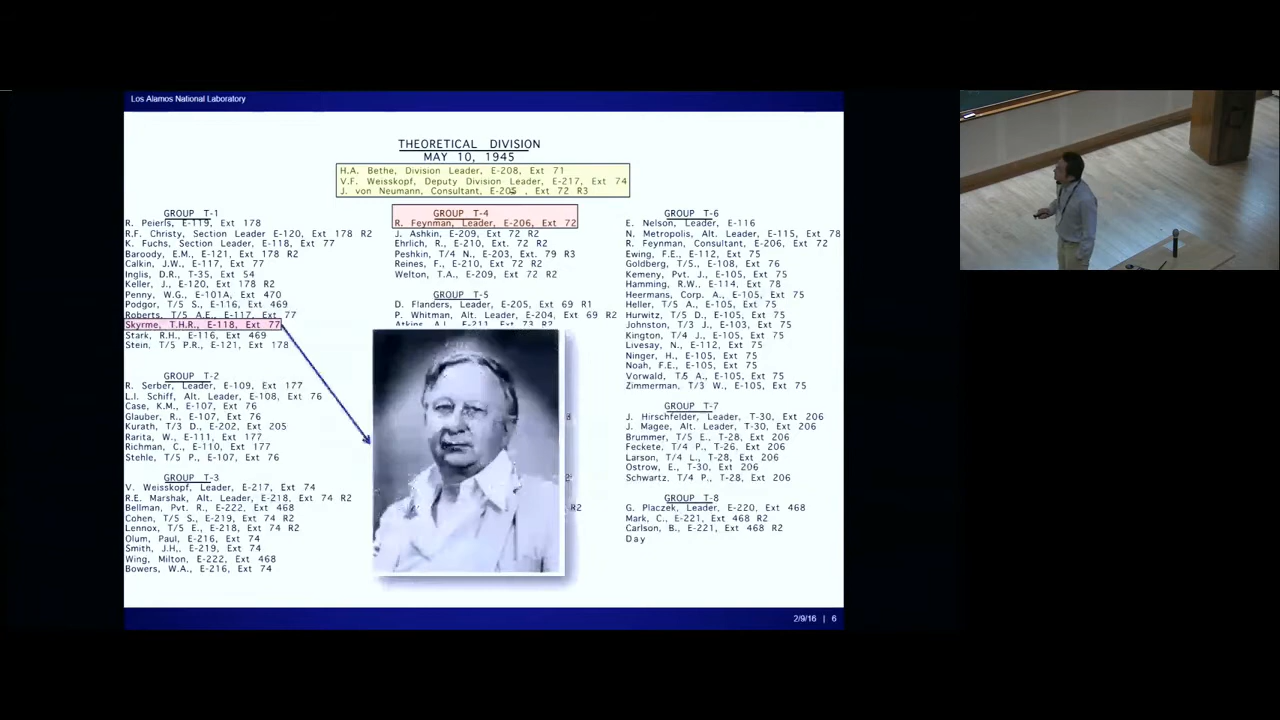 Los Alamos National Laboratory
THEORETICAL DIVISION
MAY 10, 1945
H.A. Bethe, Division Leader, E-208, Ext 71
V.F. Weisskopf, Deputy Division Leader, E-217, Ext 74
J. von Neumann, Consultant, E-205 , Ext 72 R3
GROUP T-1
R. Peierls, E-119, Ext 178
R.F. Christy, Section Leader E-120, Ext 178 R2
K. Fuchs, Section Leader, E-118, Ext 77
Baroody, E.M., E-121, Ext 178 R2
Calkin, J.W., E-117, Ext 77
Inglis, D.R., T-35, Ext 54
Keller, J., E-120, Ext 178 R2
Penny, W.G., E-101A, Ext 470
Podgor, T/5 S., E-116, Ext 469
Roberts, T/5 A.E., E-117, Ext 77
Skyrme, T.H.R., E-118, Ext 77
Stark, R.H., E-116, Ext 469
Stein, T/5 P.R., E-121, Ext 178
GROUP T-2
R. Serber, Leader, E-109, Ext 177
L.I. Schiff, Alt. Leader, E-108, Ext 76
Case, K.M., E-107, Ext 76
Glauber, R., E-107, Ext 76
Kurath, T/3 D., E-202, Ext 205
Rarita, W., E-111, Ext 177
Richman, C., E-110, Ext 177
Stehle, T/5 P., E-107, Ext 76
GROUP T-3
V. Weisskopf, Leader, E-217, Ext 74
R.E. Marshak, Alt. Leader, E-218, Ext 74 R2
Bellman, Pvt. R., E-222, Ext 468
Cohen, T/5 S., E-219, Ext 74 R2
Lennox, T/5 E., E-218, Ext 74 R2
Olum, Paul, E-216, Ext 74
Smith, J.H., E-219, Ext 74
Wing, Milton, E-222, Ext 468
Bowers, W.A., E-216, Ext 74
GROUP T-4
R. Feynman, Leader, E-206, Ext 72
J. Ashkin, E-209, Ext 72 R2
Ehrlich, R., E-210, Ext. 72 R2
Peshkin, T/4 N., E-203, Ext. 79 R3
Reines, F., E-210, Ext 72 R2
Welton, T.A., E-209, Ext 72 R2
GROUP T-5
D. Flanders, Leader, E-205, Ext 69 R1
P. Whitman, Alt. Leader, E-204, Ext 69 R2
Atkins, A.L., E-211, Ext 73 R2
R2
GROUP T-6
E. Nelson, Leader, E-116
N. Metropolis, Alt. Leader, E-115, Ext 78
R. Feynman, Consultant, E-206, Ext 72
Ewing, F.E., E-112, Ext 75
Goldberg, T/5., E-108, Ext 76
Kemeny, Pvt. J., E-105, Ext 75
Hamming, R.W., E-114, Ext 78
Heermans, Corp. A., E-105, Ext 75
Heller, T/5 A., E-105, Ext 75
Hurwitz, T/5 D., E-105, Ext 75
Johnston, T/3 J., E-103, Ext 75
Kington, T/4 J., E-105, Ext 75
Livesay, N., E-112, Ext 75
Ninger, H., E-105, Ext 75
Noah, F.E., E-105, Ext 75
Vorwald, T/5 A., E-105, Ext 75
Zimmerman, T/3 W., E-105, Ext 75
GROUP T-7
J. Hirschfelder, Leader, T-30, Ext 206
J. Magee, Alt. Leader, T-30, Ext 206
Brummer, T/5 E., T-28, Ext 206
Feckete, T/4 P., T-26. Ext 206
Larson, T/4 L., T-28, Ext 206
Ostrow, E., T-30, Ext 206
Schwartz, T/4 P., T-28, Ext 206
GROUP T-8
G. Placzek, Leader, E-220, Ext 468
Mark, C., E-221, Ext 468 R2
Carlson, B., E-221, Ext 468 R2
Day
2/9/16 | 6